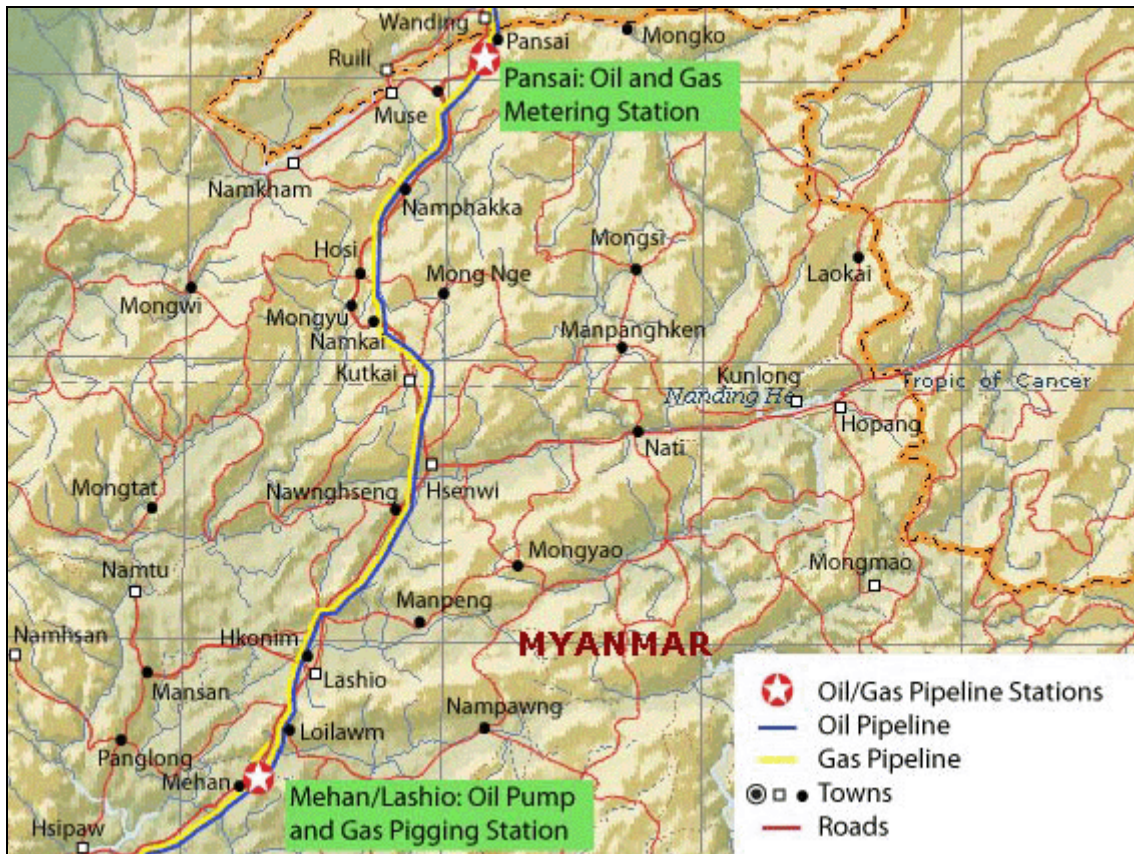 Wanding
Pansai
Mongko
Ruili
Pansai: Oil and Gas
Metering Station
Muse
Namkham
Namphakka
Hosi
Mong Nge
Mongsi
Laokai
Mongwi
Mongyu
Namkai
Manpanghken
Kutkai
Kunlong
Tropic of Cancer
Nanding He
Hopang
Nati
Hsenwi
Mongtat
Nawnghseng
Mongyao
Namtu
Mongmao
Manpeng
Namhsan
Hkonim
MYANMAR
Mansan
Lashio
Oil/Gas Pipeline Stations
Nampawng
Loilawm
Oil Pipeline
Panglong
Gas Pipeline
Mehan
Mehan/Lashio: Oil Pump
and Gas Pigging Station
Towns
Hsipaw
Roads